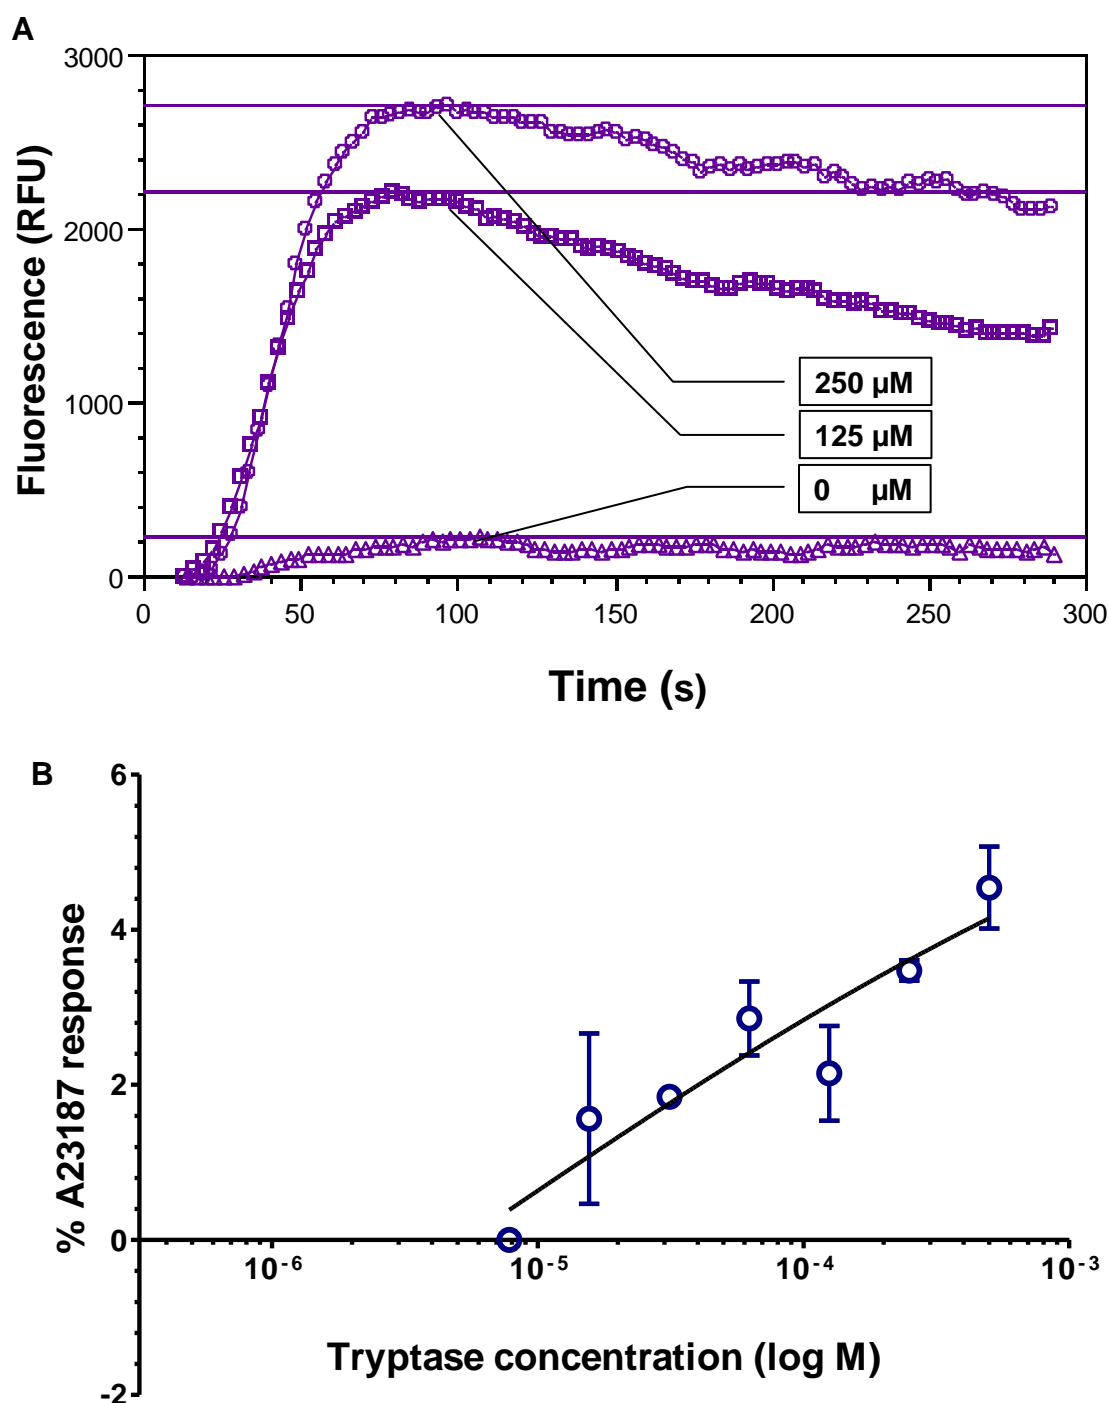 A
Fluorescence (RFU)
3000
2000
1000
0
250 µM
125 µM
0 µM
0 50 100 150 200 250 300
Time (s)
B
% A23187 response
6
4
2
0
-2
10-6 10-5 10-4 10-3
Tryptase concentration (log M)